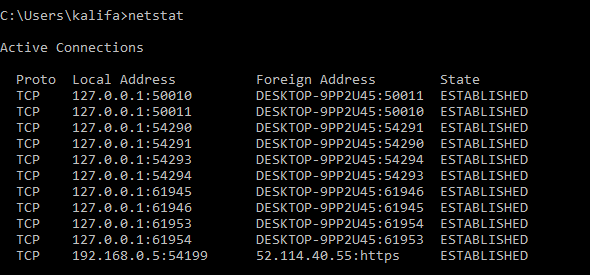 C:\Users\kalifa>netstat
Active Connections
Proto Local Address Foreign Address State
TCP 127.0.0.1:50010 DESKTOP-9PP2U45:50011 ESTABLISHED
TCP 127.0.0.1:50011 DESKTOP-9PP2U45:50010 ESTABLISHED
TCP 127.0.0.1:54290 DESKTOP-9PP2U45:54291 ESTABLISHED
TCP 127.0.0.1:54291 DESKTOP-9PP2U45:54290 ESTABLISHED
TCP 127.0.0.1:54293 DESKTOP-9PP2U45:54294 ESTABLISHED
TCP 127.0.0.1:54294 DESKTOP-9PP2U45:54293 ESTABLISHED
TCP 127.0.0.1:61945 DESKTOP-9PP2U45:61946 ESTABLISHED
TCP 127.0.0.1:61946 DESKTOP-9PP2U45:61945 ESTABLISHED
TCP 127.0.0.1:61953 DESKTOP-9PP2U45:61954 ESTABLISHED
TCP 127.0.0.1:61954 DESKTOP-9PP2U45:61953 ESTABLISHED
TCP 192.168.0.5:54199 52.114.40.55:https ESTABLISHED